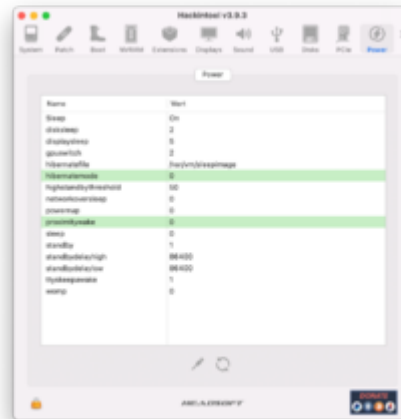 Hackintool v3.9.3
System Patch Boot NVRAM Extensions Displays Sound USB Disks PCIe Power
Power
Name Wert
Sleep On
disksleep 2
displaysleep 5
gpuswitch 2
hibernatefile /var/vm/sleepimage
hibernatemode 0
highstandbythreshold 50
networkoversleep 0
powernap 0
proximitywake 0
sleep 0
standby 1
standbydelayhigh 86400
standbydelaylow 86400
ttyskeepawake 1
womp 0
HEADSOFT
DONATE